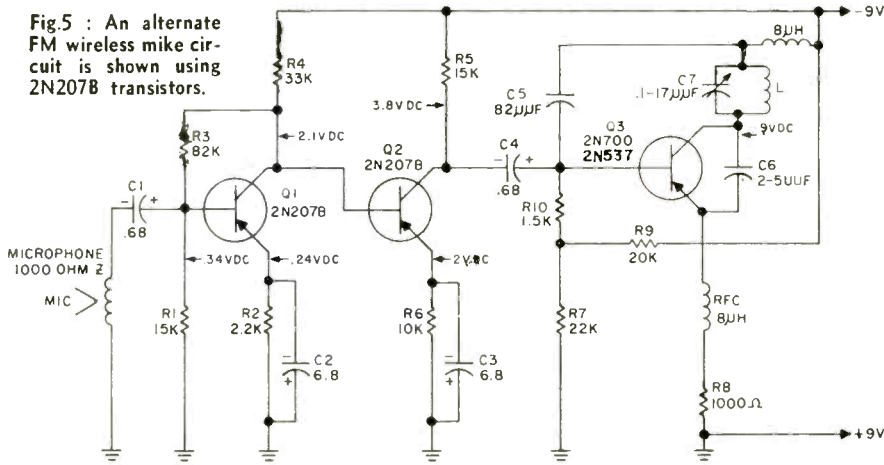 Fig.5 : An alternate
FM wireless mike cir-
cuit is shown using
2N207B transistors.
-9V
8μH
R4
33K
R5
15K
C7
.1-17μμF
L
C5
82μμF
3.8VDC
2.1VDC
R3
82K
Q2
2N207B
C4
- +
.68
Q3
2N700
2N537
9VDC
C6
2-5UUF
C1
- +
.68
Q1
2N207B
R10
1.5K
R9
20K
MICROPHONE
1000 OHM Z
MIC
.34VDC
.24VDC
R1
15K
R2
2.2K
-
C2
+ 6.8
R6
10K
-
C3
+ 6.8
R7
22K
RFC
8μH
R8
1000Ω
+9V